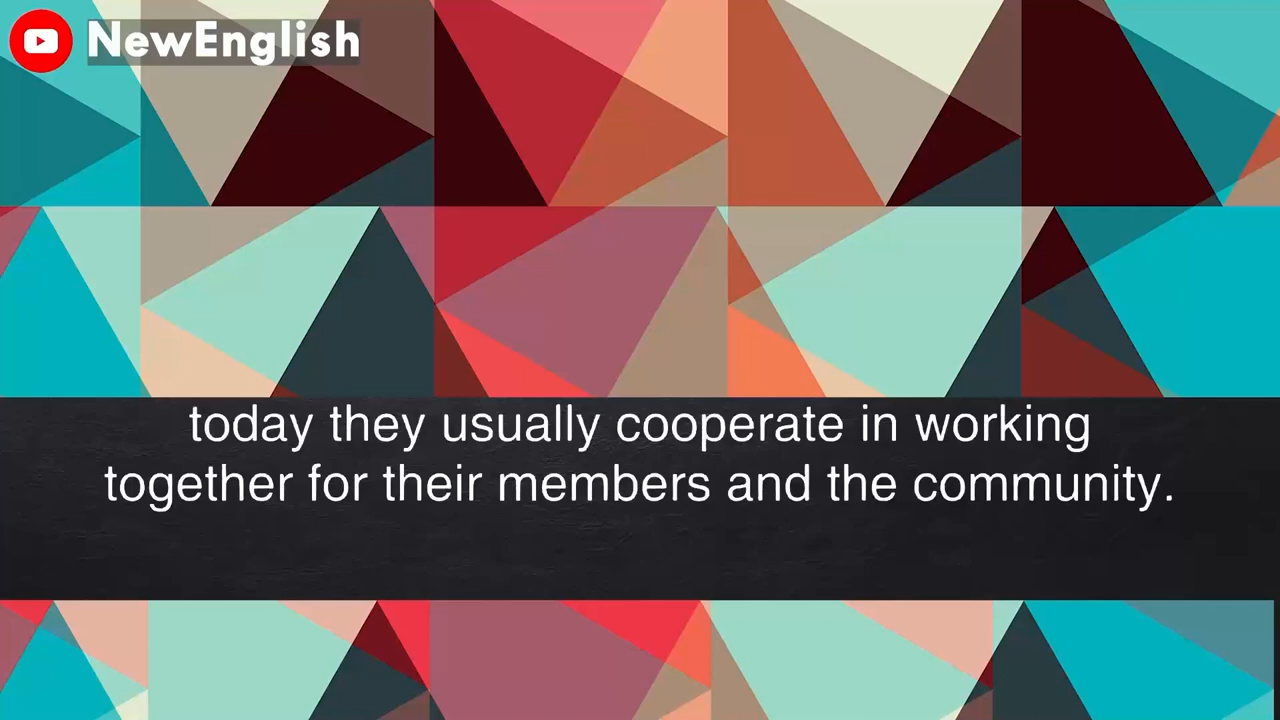 NewEnglish
today they usually cooperate in working
together for their members and the community.